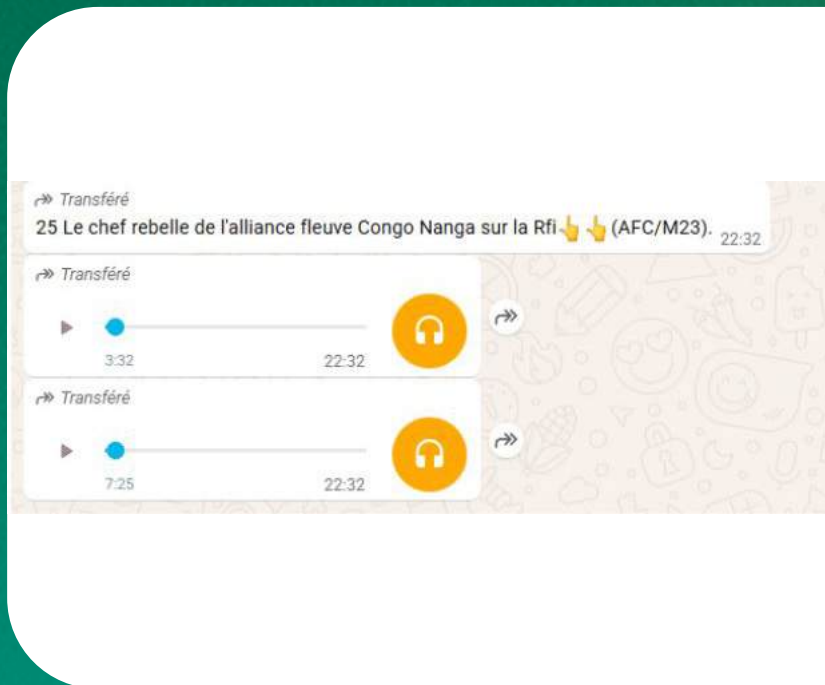 Transféré
25 Le chef rebelle de l'alliance fleuve Congo Nanga sur la Rfi👆👆(AFC/M23).
22:32
Transféré
3:32 22:32
Transféré
7:25 22:32